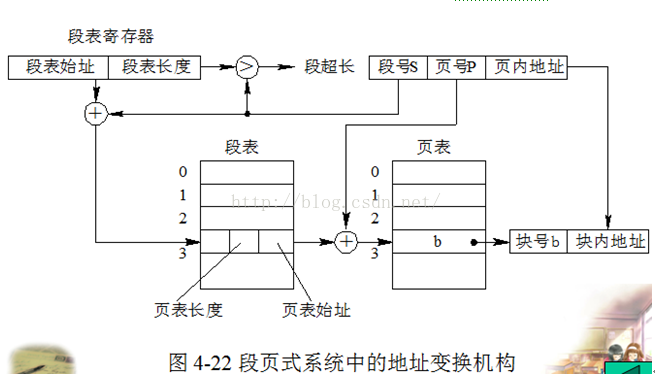 段表寄存器
段表始址 段表长度 > 段超长 段号S 页号P 页内地址
+
段表 页表
0 0
1 1
2 2
http://blog.csdn.net/
3 + 3 b 块号b 块内地址
页表长度 页表始址
图 4-22 段页式系统中的地址变换机构